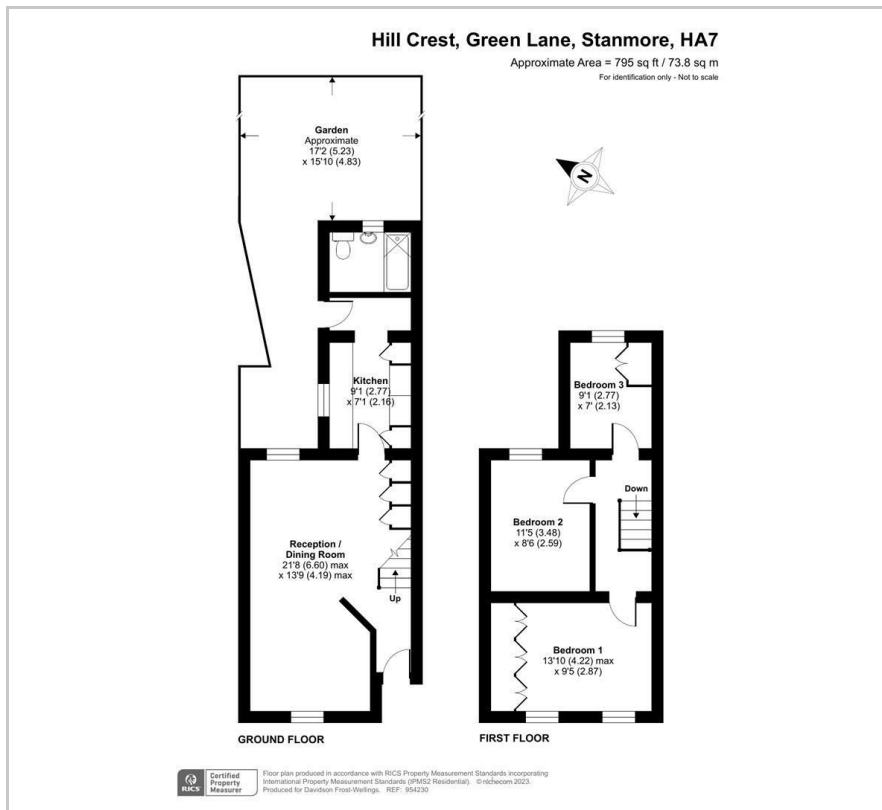 Hill Crest, Green Lane, Stanmore, HA7
Approximate Area = 795 sq ft / 73.8 sq m
For identification only - Not to scale
Garden
Approximate
17'2 (5.23)
x 15'10 (4.83)
N
Kitchen
9'1 (2.77)
x 7'1 (2.16)
Reception /
Dining Room
21'8 (6.60) max
x 13'9 (4.19) max
Up
GROUND FLOOR
Bedroom 3
9'1 (2.77)
x 7' (2.13)
Down
Bedroom 2
11'5 (3.48)
x 8'6 (2.59)
Bedroom 1
13'10 (4.22) max
x 9'5 (2.87)
FIRST FLOOR
RICS
Certified
Property
Measurer
Floor plan produced in accordance with RICS Property Measurement Standards incorporating
International Property Measurement Standards (IPMS2 Residential). © nichecom 2023.
Produced for Davidson Frost-Wellings. REF: 954230